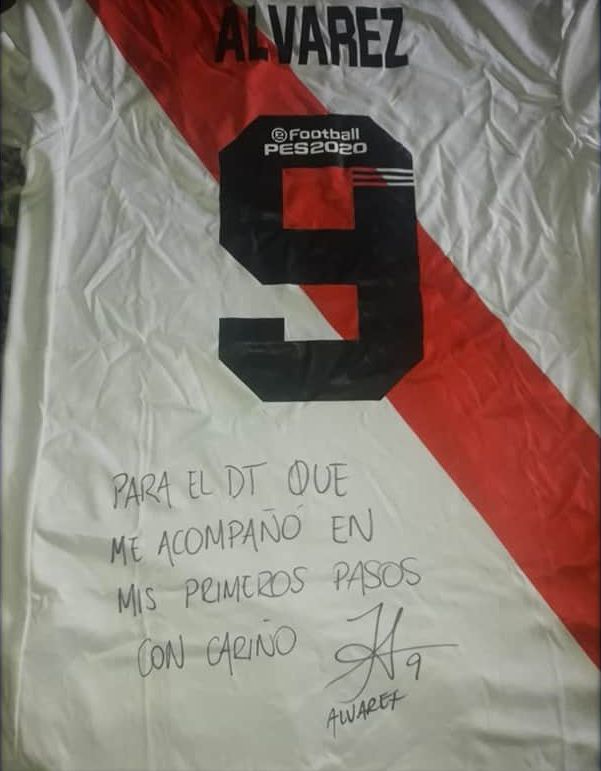 ALVAREZ
eFootball
PES2020
9
PARA EL DT QUE
ME ACOMPAÑÓ EN
MIS PRIMEROS PASOS
CON CARIÑO
9
ALVAREZ